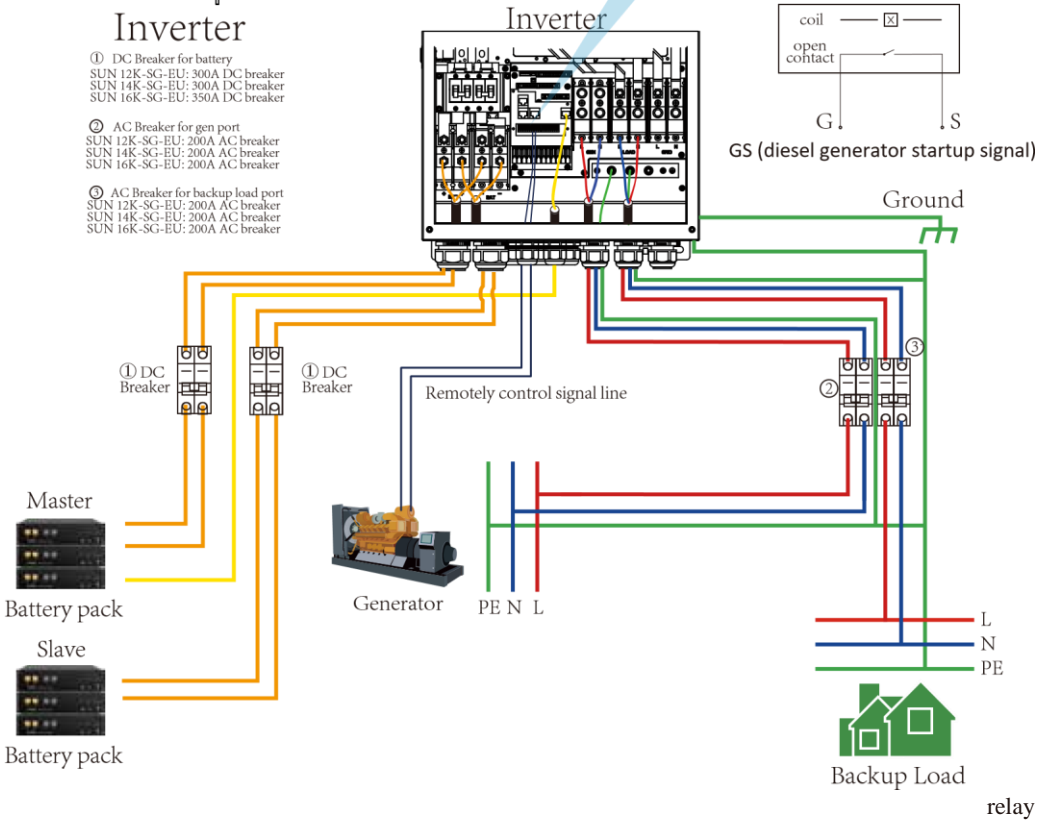 Inverter
① DC Breaker for battery
SUN 12K-SG-EU: 300A DC breaker
SUN 14K-SG-EU: 300A DC breaker
SUN 16K-SG-EU: 350A DC breaker
② AC Breaker for gen port
SUN 12K-SG-EU: 200A AC breaker
SUN 14K-SG-EU: 200A AC breaker
SUN 16K-SG-EU: 200A AC breaker
③ AC Breaker for backup load port
SUN 12K-SG-EU: 200A AC breaker
SUN 14K-SG-EU: 200A AC breaker
SUN 16K-SG-EU: 200A AC breaker
Inverter
coil
open
contact
G
S
GS (diesel generator startup signal)
Ground
① DC
Breaker
① DC
Breaker
Remotely control signal line
②
③
Master
Battery pack
Slave
Battery pack
Generator
PE N L
L
N
PE
Backup Load
relay